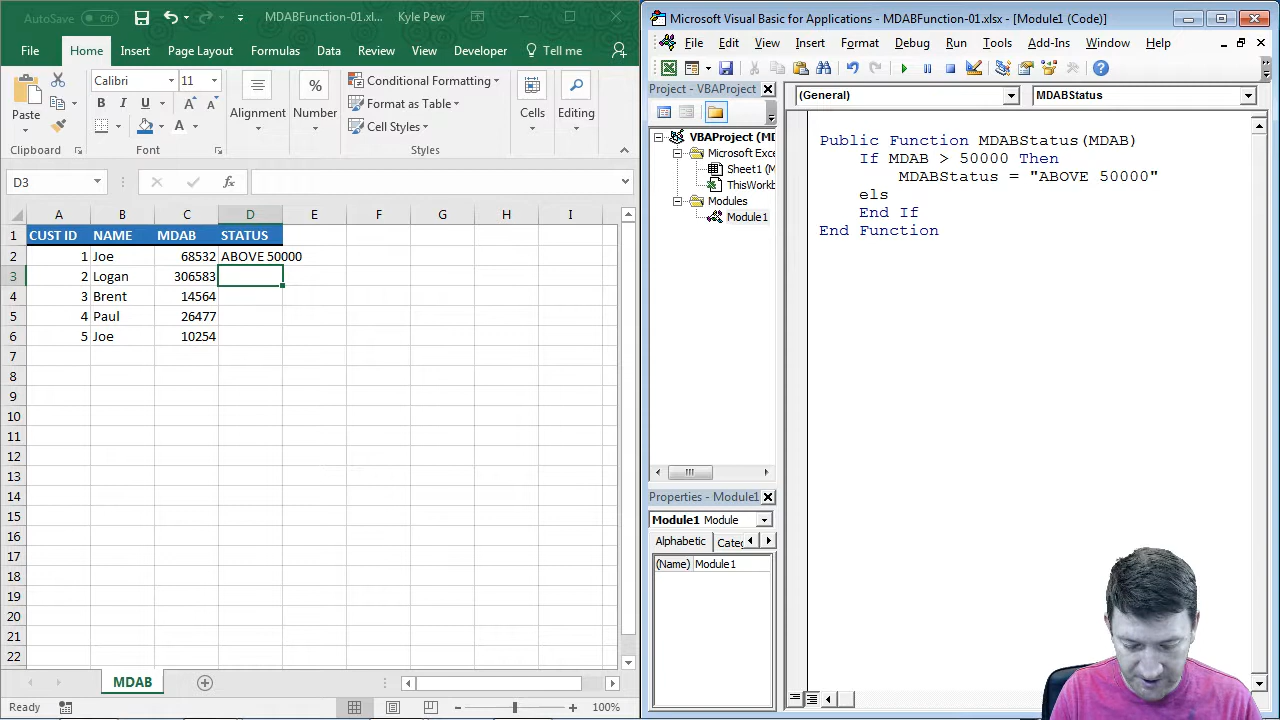 AutoSave Off MDABFunction-01.xl... Kyle Pew
File Home Insert Page Layout Formulas Data Review View Developer Tell me
Paste
Clipboard
Calibri 11
B I U
A
Font
Alignment
%
Number
Conditional Formatting
Format as Table
Cell Styles
Styles
Cells
Editing
D3 fx
A B C D E F G H I
1 CUST ID NAME MDAB STATUS
2 1 Joe 68532 ABOVE 50000
3 2 Logan 306583
4 3 Brent 14564
5 4 Paul 26477
6 5 Joe 10254
7
8
9
10
11
12
13
14
15
16
17
18
19
20
21
22
MDAB
Ready 100%
Microsoft Visual Basic for Applications - MDABFunction-01.xlsx - [Module1 (Code)]
File Edit View Insert Format Debug Run Tools Add-Ins Window Help
Project - VBAProject
VBAProject (MD
Microsoft Exce
Sheet1 (M
ThisWorkb
Modules
Module1
Properties - Module1
Module1 Module
Alphabetic Categ
(Name) Module1
(General) MDABStatus
Public Function MDABStatus(MDAB)
If MDAB > 50000 Then
MDABStatus = "ABOVE 50000"
els
End If
End Function